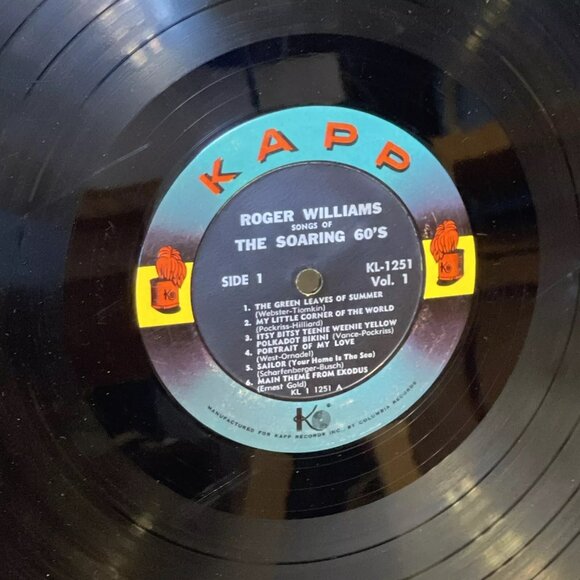 KAPP
ROGER WILLIAMS
SONGS OF
THE SOARING 60'S
SIDE 1
KL-1251
Vol. 1
1. THE GREEN LEAVES OF SUMMER
(Webster-Tiomkin)
2. MY LITTLE CORNER OF THE WORLD
(Pockriss-Hilliard)
3. ITSY BITSY TEENIE WEENIE YELLOW
POLKADOT BIKINI (Vance-Pockriss)
4. PORTRAIT OF MY LOVE
(West-Ornadel)
5. SAILOR (Your Home Is The Sea)
(Scharfenberger-Busch)
6. MAIN THEME FROM EXODUS
(Ernest Gold)
KL 1 1251 A
MANUFACTURED FOR KAPP RECORDS INC., BY COLUMBIA RECORDS